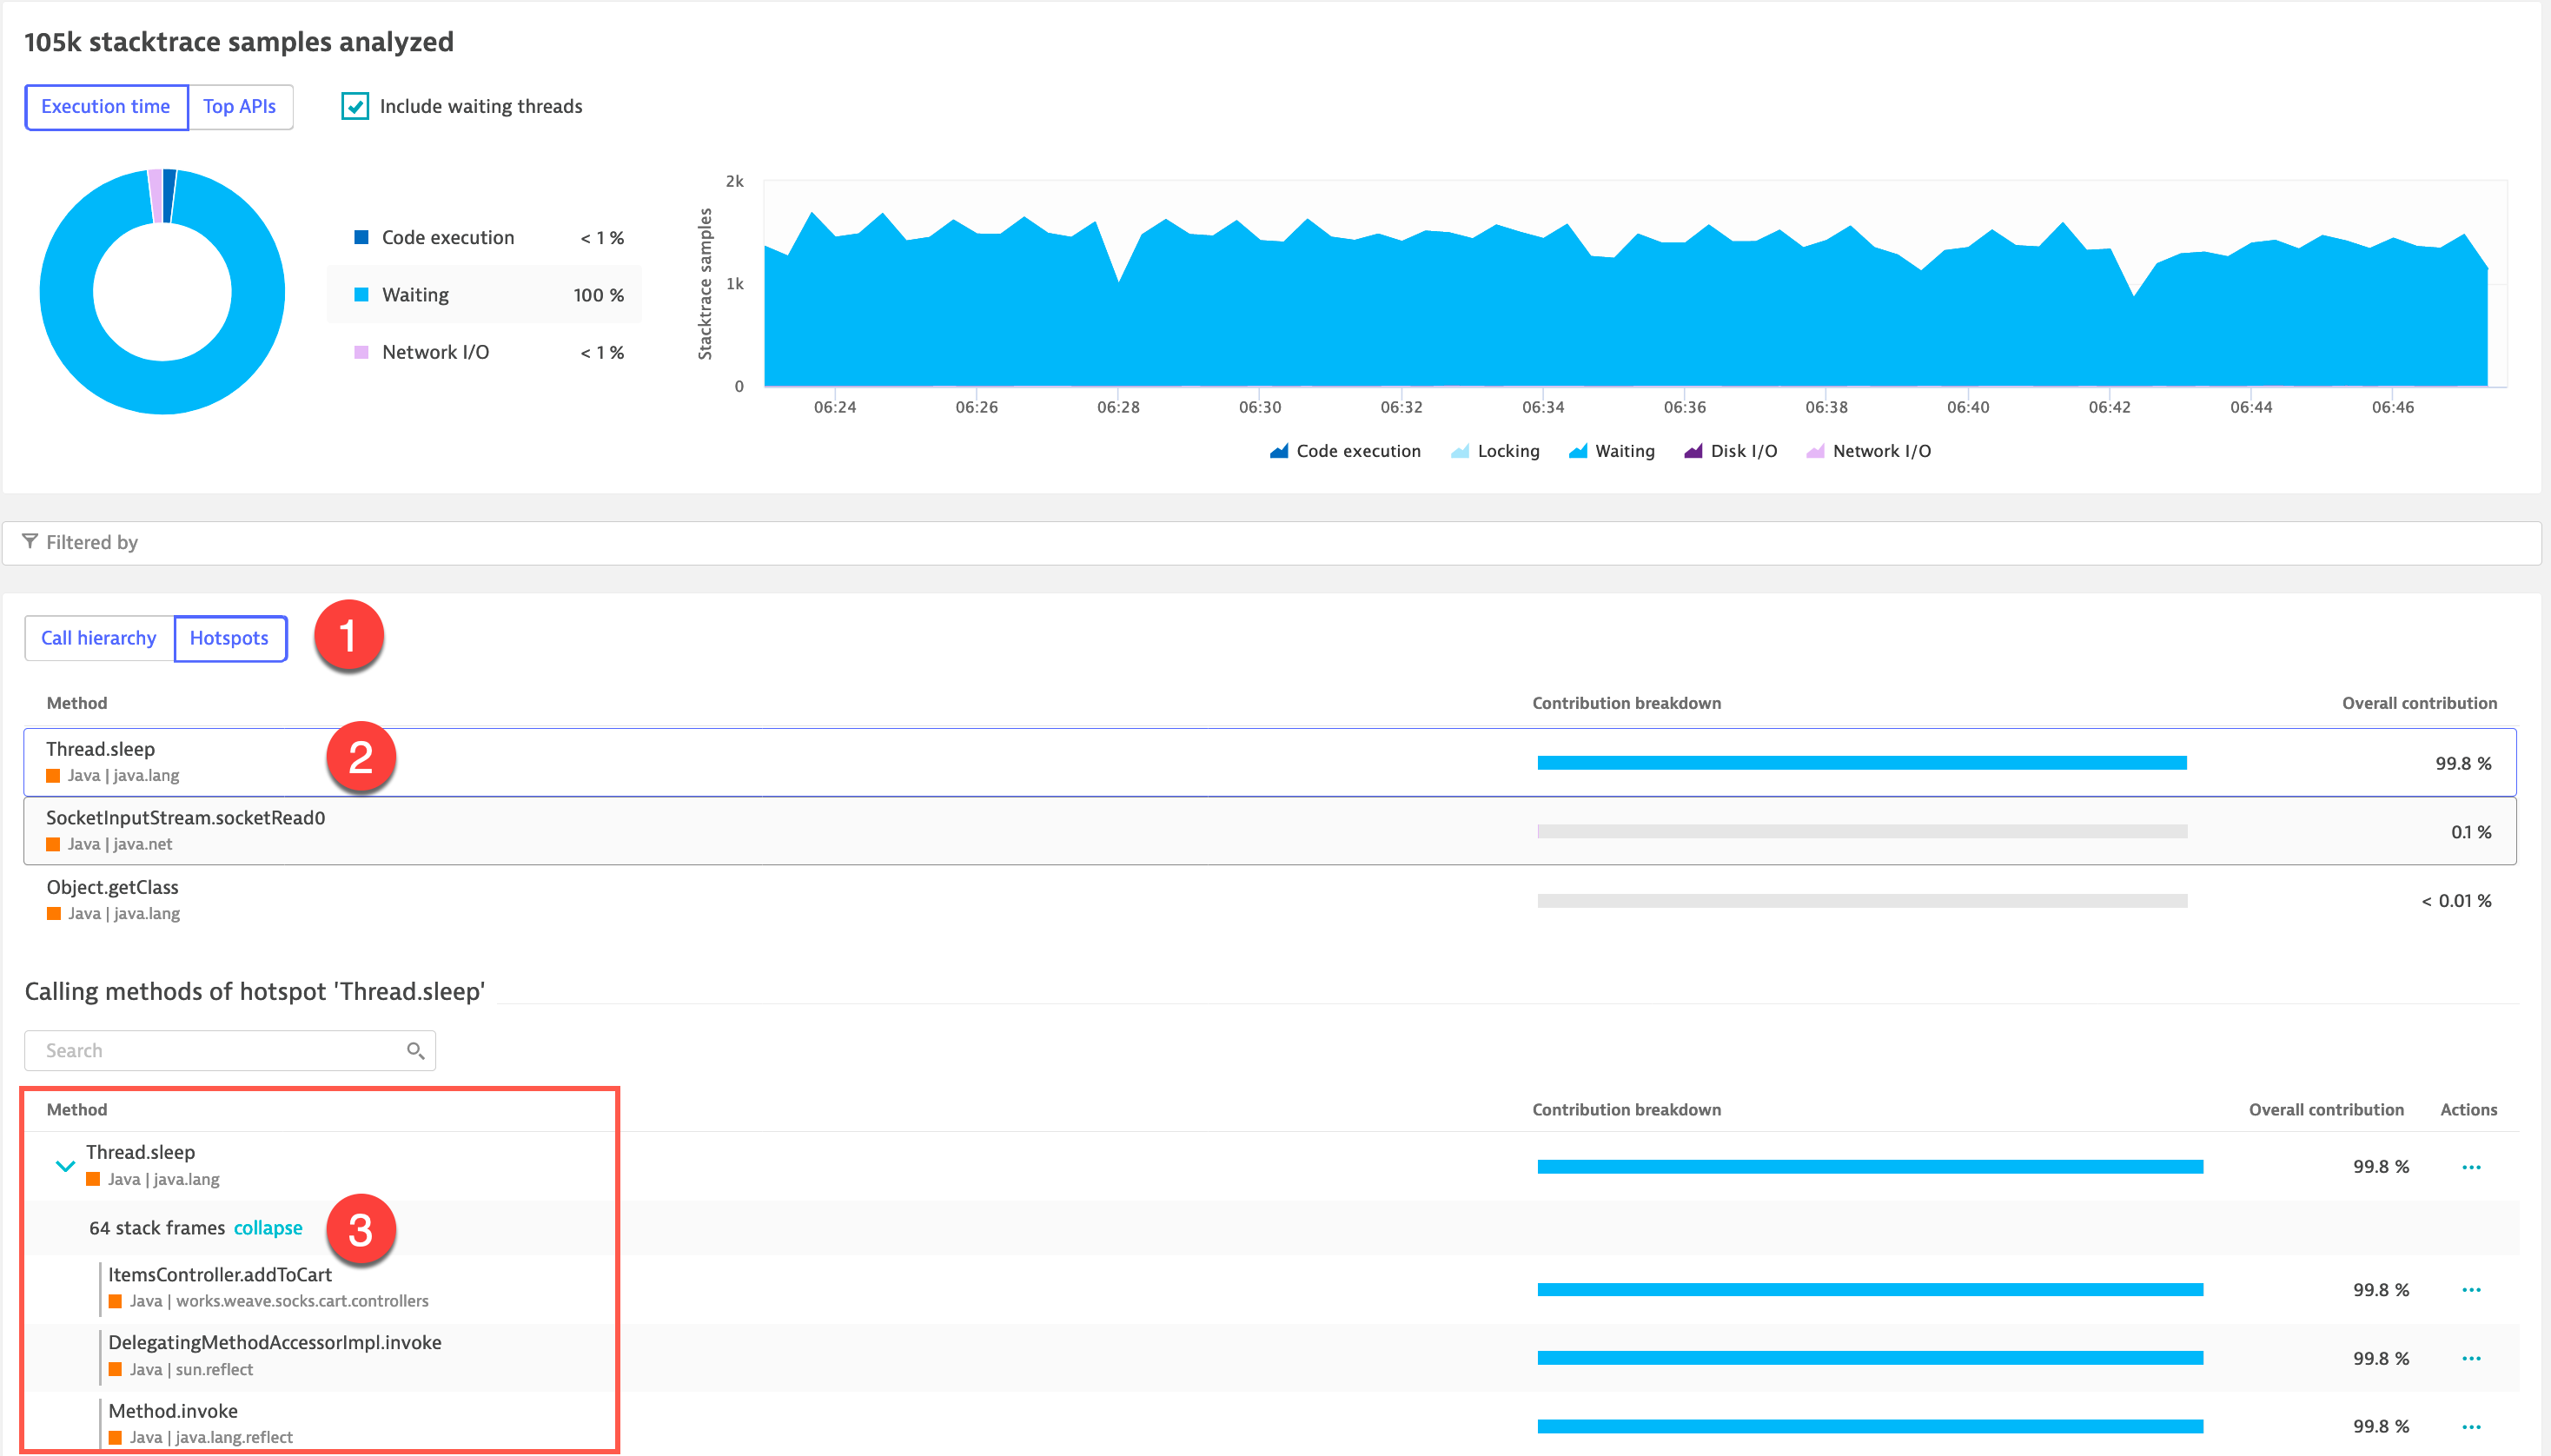 105k stacktrace samples analyzed
Execution time
Top APIs
Include waiting threads
Code execution < 1 %
Waiting 100 %
Network I/O < 1 %
Stacktrace samples
2k
1k
0
06:24 06:26 06:28 06:30 06:32 06:34 06:36 06:38 06:40 06:42 06:44 06:46
Code execution Locking Waiting Disk I/O Network I/O
Filtered by
Call hierarchy Hotspots 1
Method Contribution breakdown Overall contribution
Thread.sleep
Java | java.lang
2
99.8 %
SocketInputStream.socketRead0
Java | java.net
0.1 %
Object.getClass
Java | java.lang
< 0.01 %
Calling methods of hotspot 'Thread.sleep'
Search
Method Contribution breakdown Overall contribution Actions
Thread.sleep
Java | java.lang
99.8 % ...
64 stack frames collapse 3
ItemsController.addToCart
Java | works.weave.socks.cart.controllers
99.8 % ...
DelegatingMethodAccessorImpl.invoke
Java | sun.reflect
99.8 % ...
Method.invoke
Java | java.lang.reflect
99.8 % ...